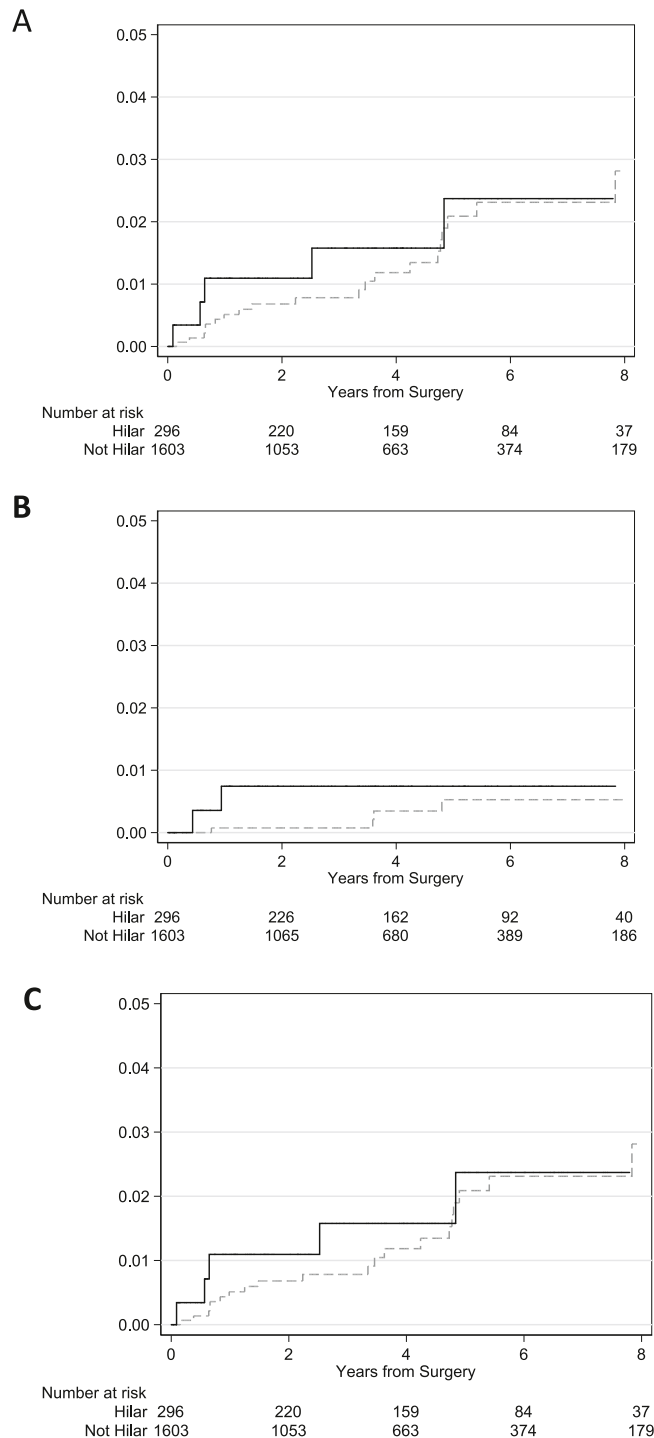 A
0.05
0.04
0.03
0.02
0.01
0.00
0 2 4 6 8
Years from Surgery
Number at risk
Hilar 296 220 159 84 37
Not Hilar 1603 1053 663 374 179
B
0.05
0.04
0.03
0.02
0.01
0.00
0 2 4 6 8
Years from Surgery
Number at risk
Hilar 296 226 162 92 40
Not Hilar 1603 1065 680 389 186
C
0.05
0.04
0.03
0.02
0.01
0.00
0 2 4 6 8
Years from Surgery
Number at risk
Hilar 296 220 159 84 37
Not Hilar 1603 1053 663 374 179